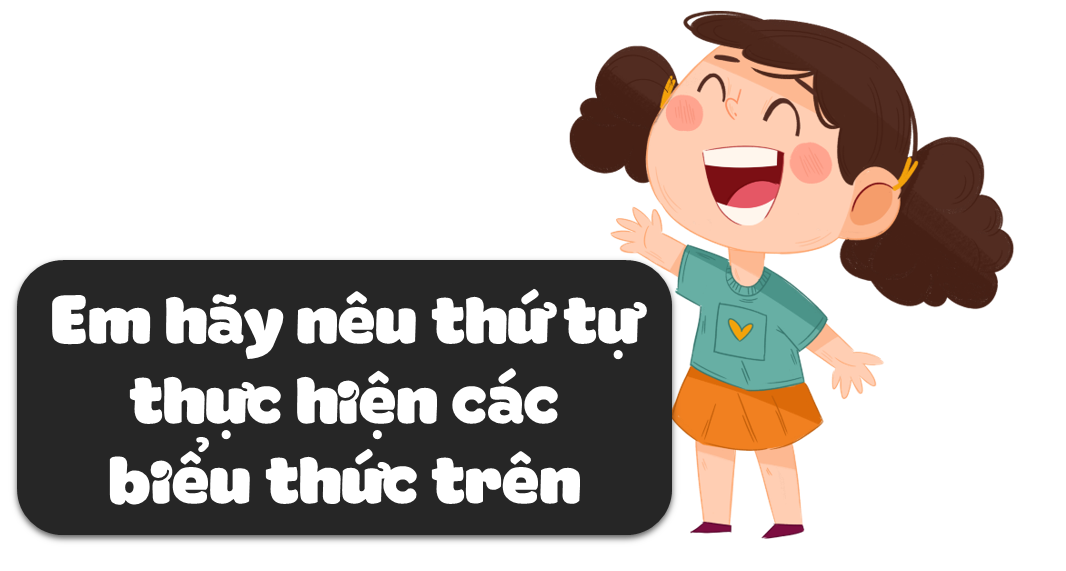 Em hãy nêu thứ tự
thực hiện các
biểu thức trên